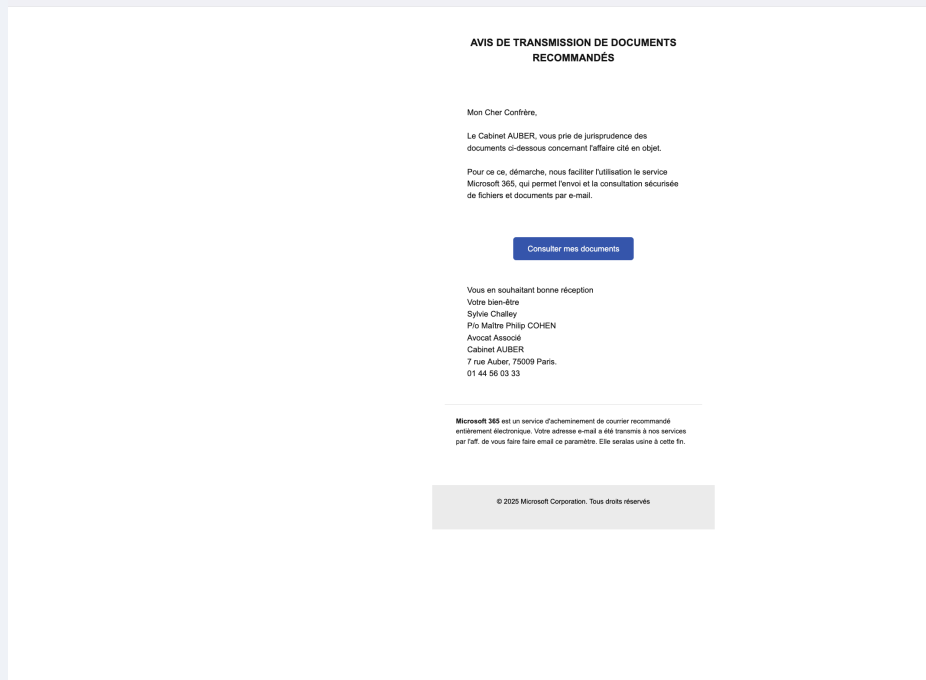 AVIS DE TRANSMISSION DE DOCUMENTS
RECOMMANDÉS
Mon Cher Confrère,
Le Cabinet AUBER, vous prie de jurisprudence des
documents ci-dessous concernant l'affaire cité en objet.
Pour ce ce, démarche, nous faciliter l'utilisation le service
Microsoft 365, qui permet l'envoi et la consultation sécurisée
de fichiers et documents par e-mail.
Consulter mes documents
Vous en souhaitant bonne réception
Votre bien-être
Sylvie Challey
P/o Maître Philip COHEN
Avocat Associé
Cabinet AUBER
7 rue Auber, 75009 Paris.
01 44 56 03 33
Microsoft 365 est un service d'acheminement de courrier recommandé
entièrement électronique. Votre adresse e-mail a été transmis à nos services
par l'aff. de vous faire faire email ce paramètre. Elle seralas usine à cette fin.
© 2025 Microsoft Corporation. Tous droits réservés